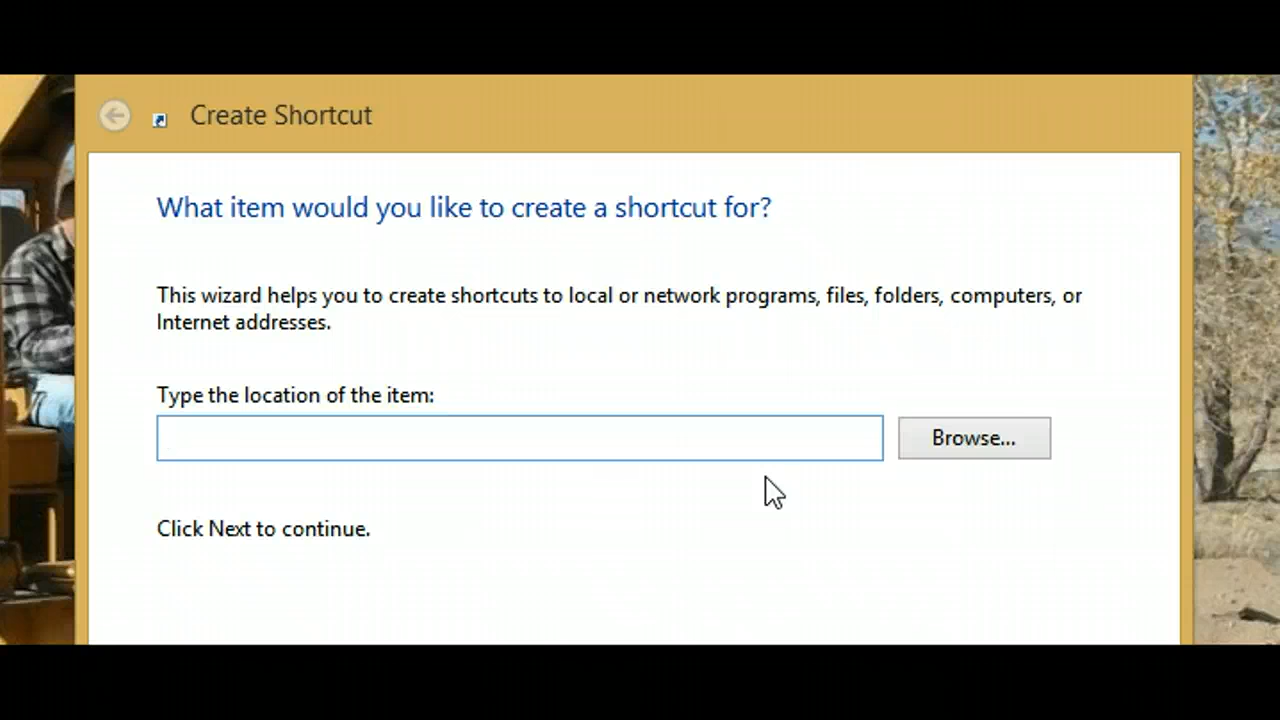 Create Shortcut
What item would you like to create a shortcut for?
This wizard helps you to create shortcuts to local or network programs, files, folders, computers, or
Internet addresses.
Type the location of the item:
Browse...
Click Next to continue.